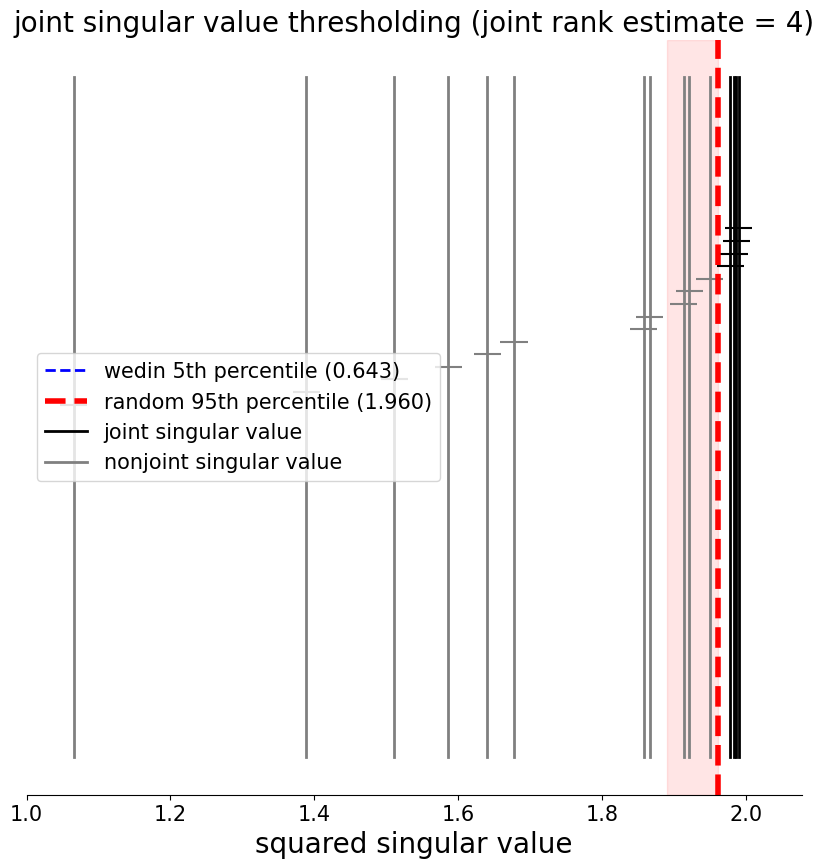 joint singular value thresholding (joint rank estimate = 4)
wedin 5th percentile (0.643)
random 95th percentile (1.960)
joint singular value
nonjoint singular value
1.0 1.2 1.4 1.6 1.8 2.0
squared singular value